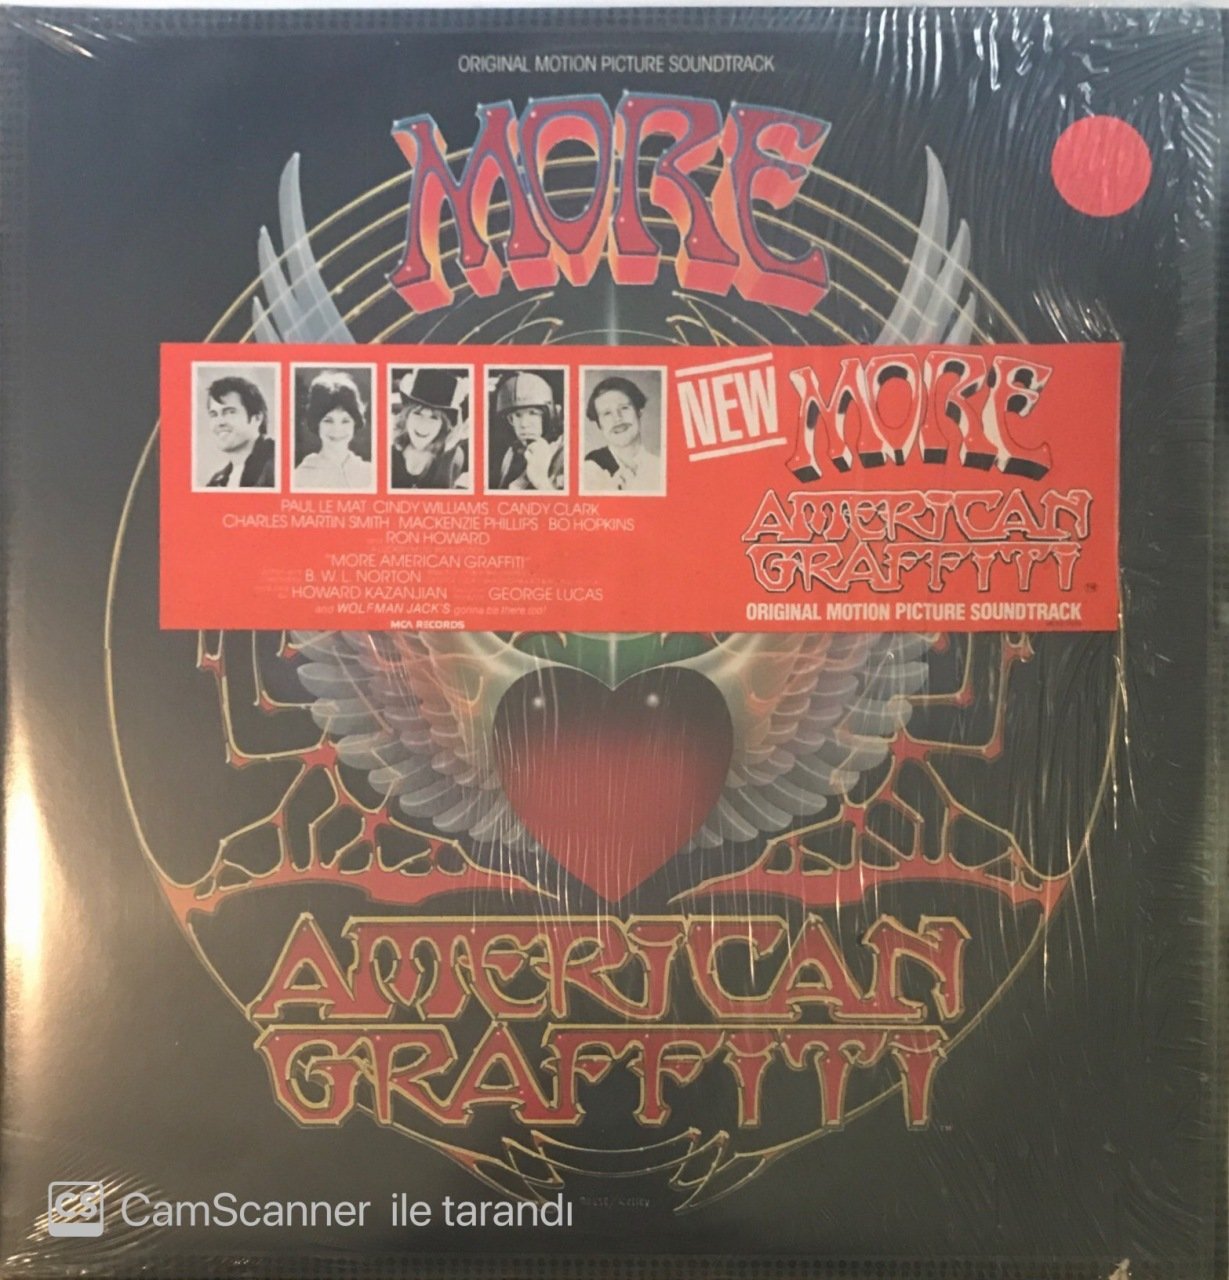 ORIGINAL MOTION PICTURE SOUNDTRACK
MORE
NEW
MORE
AMERICAN
GRAFFITI
ORIGINAL MOTION PICTURE SOUNDTRACK
PAUL LE MAT CINDY WILLIAMS CANDY CLARK
CHARLES MARTIN SMITH MACKENZIE PHILLIPS BO HOPKINS
RON HOWARD
"MORE AMERICAN GRAFFITI"
B. W. L. NORTON
HOWARD KAZANJIAN GEORGE LUCAS
and WOLFMAN JACK'S gonna be there, too!
MCA RECORDS
AMERICAN
GRAFFITI
TM
CS CamScanner ile tarandı